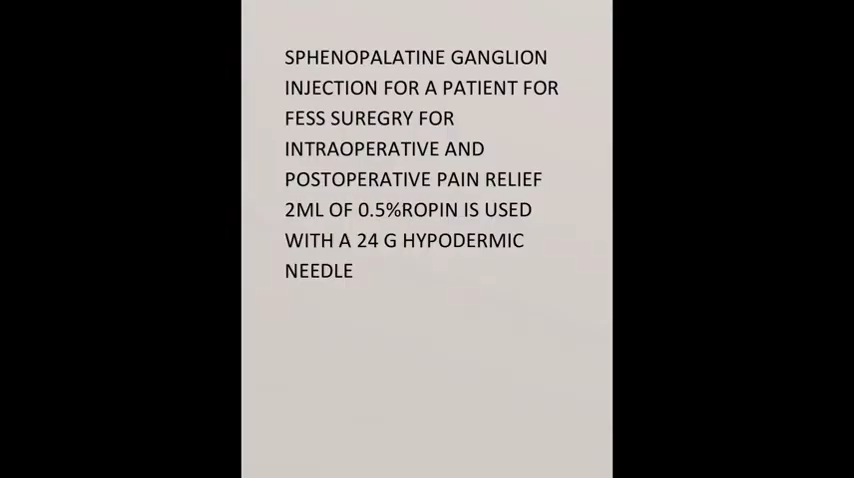 SPHENOPALATINE GANGLION
INJECTION FOR A PATIENT FOR
FESS SUREGRY FOR
INTRAOPERATIVE AND
POSTOPERATIVE PAIN RELIEF
2ML OF 0.5%ROPIN IS USED
WITH A 24 G HYPODERMIC
NEEDLE